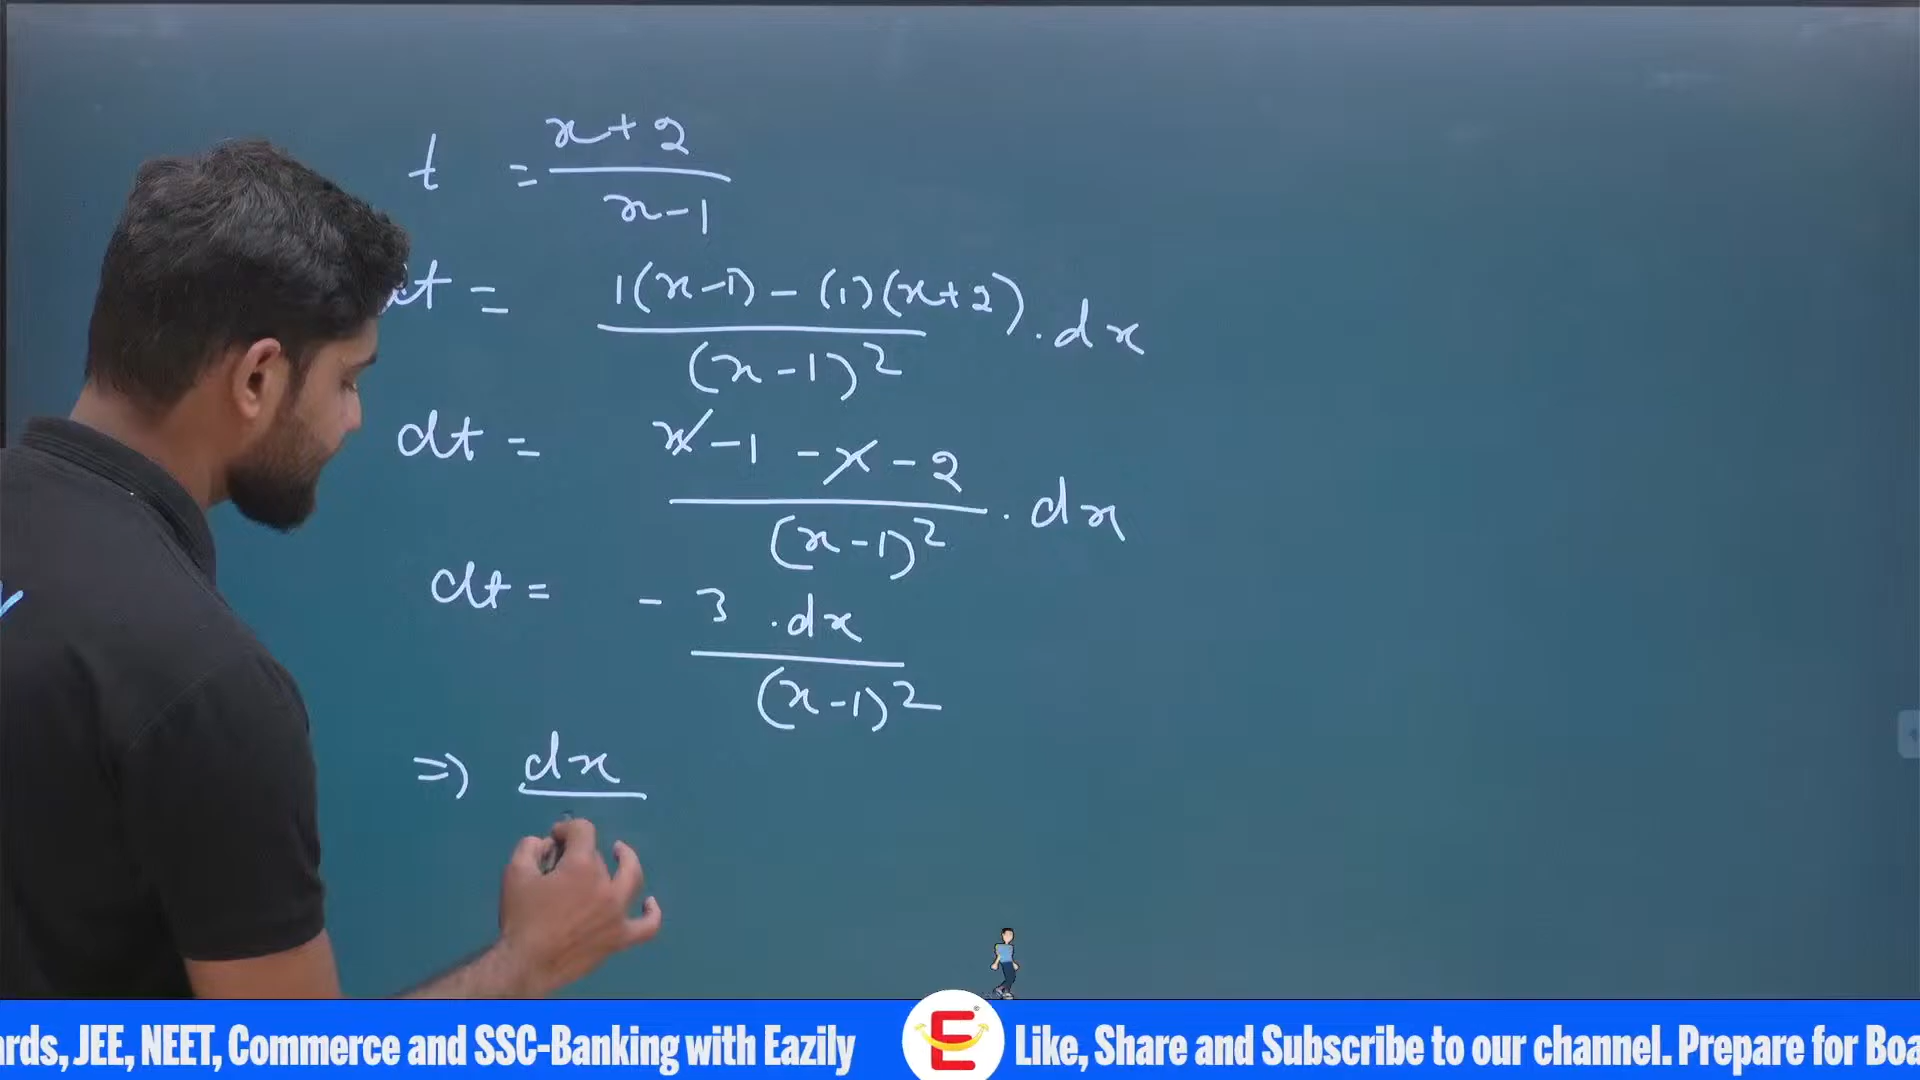 t = x+2 / x-1
dt = 1(x-1) - (1)(x+2) / (x-1)² . dx
dt = x-1 -x-2 / (x-1)² . dx
dt = -3 .dx / (x-1)²
⇒ dx
ards, JEE, NEET, Commerce and SSC-Banking with Eazily E Like, Share and Subscribe to our channel. Prepare for Boa